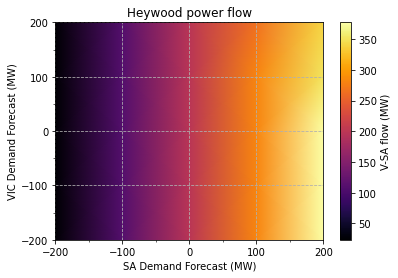 Heywood power flow
VIC Demand Forecast (MW)
200
100
0
−100
−200
−200 −100 0 100 200
SA Demand Forecast (MW)
350
300
250
200
150
100
50
V-SA flow (MW)